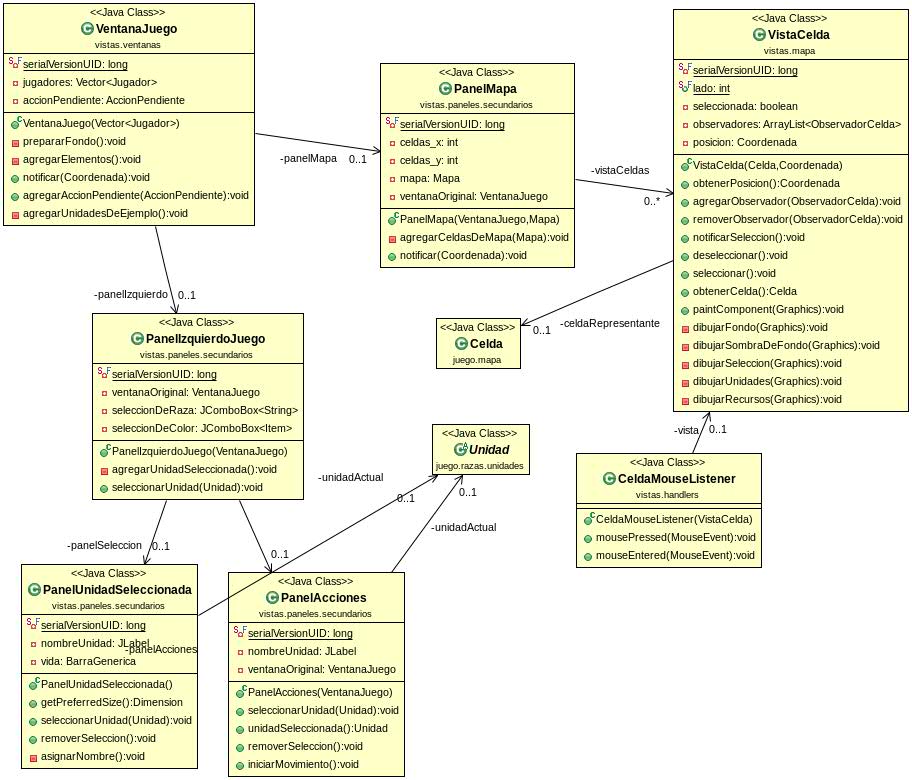 <<Java Class>>
VentanaJuego
vistas.ventanas
serialVersionUID: long
jugadores: Vector<Jugador>
accionPendiente: AccionPendiente
VentanaJuego(Vector<Jugador>)
prepararFondo():void
agregarElementos():void
notificar(Coordenada):void
agregarAccionPendiente(AccionPendiente):void
agregarUnidadesDeEjemplo():void
-panelMapa 0..1
<<Java Class>>
PanelMapa
vistas.paneles.secundarios
serialVersionUID: long
celdas_x: int
celdas_y: int
mapa: Mapa
ventanaOriginal: VentanaJuego
PanelMapa(VentanaJuego,Mapa)
agregarCeldasDeMapa(Mapa):void
notificar(Coordenada):void
-vistaCeldas
0..*
<<Java Class>>
VistaCelda
vistas.mapa
serialVersionUID: long
lado: int
seleccionada: boolean
observadores: ArrayList<ObservadorCelda>
posicion: Coordenada
VistaCelda(Celda,Coordenada)
obtenerPosicion():Coordenada
agregarObservador(ObservadorCelda):void
removerObservador(ObservadorCelda):void
notificarSeleccion():void
deseleccionar():void
seleccionar():void
obtenerCelda():Celda
paintComponent(Graphics):void
dibujarFondo(Graphics):void
dibujarSombraDeFondo(Graphics):void
dibujarSeleccion(Graphics):void
dibujarUnidades(Graphics):void
dibujarRecursos(Graphics):void
-panelIzquierdo 0..1
<<Java Class>>
PanelIzquierdoJuego
vistas.paneles.secundarios
serialVersionUID: long
ventanaOriginal: VentanaJuego
seleccionDeRaza: JComboBox<String>
seleccionDeColor: JComboBox<Item>
PanelIzquierdoJuego(VentanaJuego)
agregarUnidadSeleccionada():void
seleccionarUnidad(Unidad):void
<<Java Class>>
Celda
juego.mapa
0..1 -celdaRepresentante
<<Java Class>>
Unidad
juego.razas.unidades
-unidadActual
0..1
0..1
-unidadActual
-vista 0..1
<<Java Class>>
CeldaMouseListener
vistas.handlers
CeldaMouseListener(VistaCelda)
mousePressed(MouseEvent):void
mouseEntered(MouseEvent):void
-panelSeleccion 0..1
0..1
<<Java Class>>
PanelUnidadSeleccionada
vistas.paneles.secundarios
serialVersionUID: long
nombreUnidad: JLabel
-panelAcciones
vida: BarraGenerica
PanelUnidadSeleccionada()
getPreferredSize():Dimension
seleccionarUnidad(Unidad):void
removerSeleccion():void
asignarNombre():void
<<Java Class>>
PanelAcciones
vistas.paneles.secundarios
serialVersionUID: long
nombreUnidad: JLabel
ventanaOriginal: VentanaJuego
PanelAcciones(VentanaJuego)
seleccionarUnidad(Unidad):void
unidadSeleccionada():Unidad
removerSeleccion():void
iniciarMovimiento():void